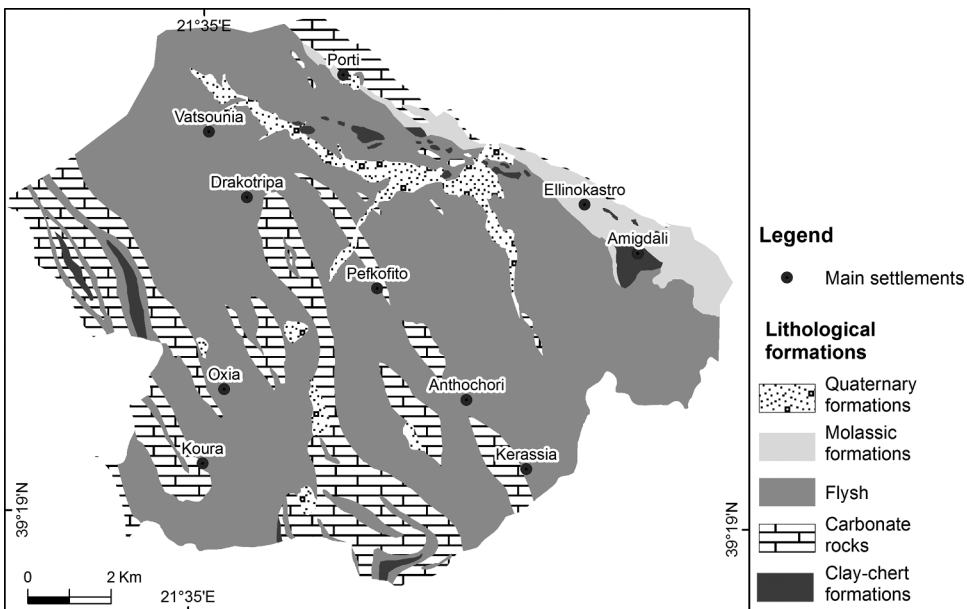 21°35'E
Porti
Vatsounia
Drakotripa
Ellinokastro
Amigdali
Pefkofito
Oxia
Anthochori
Koura
Kerassia
39°19'N
39°19'N
0 2 Km
21°35'E
Legend
Main settlements
Lithological
formations
Quaternary
formations
Molassic
formations
Flysh
Carbonate
rocks
Clay-chert
formations